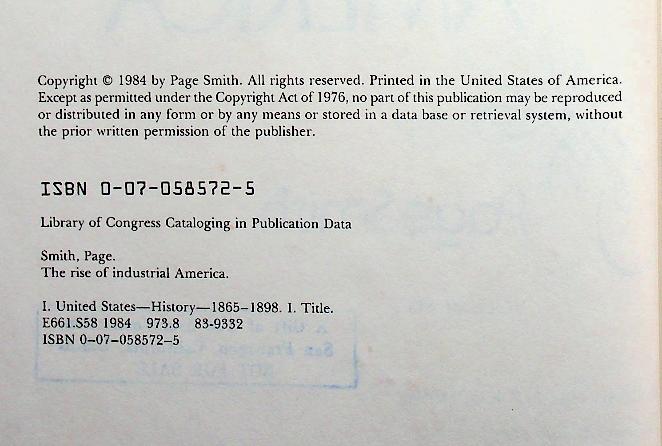 Copyright © 1984 by Page Smith. All rights reserved. Printed in the United States of America.
Except as permitted under the Copyright Act of 1976, no part of this publication may be reproduced
or distributed in any form or by any means or stored in a data base or retrieval system, without
the prior written permission of the publisher.
ISBN 0-07-058572-5
Library of Congress Cataloging in Publication Data
Smith, Page.
The rise of industrial America.
I. United States—History—1865–1898. I. Title.
E661.S58 1984 973.8 83-9332
ISBN 0–07–058572–5